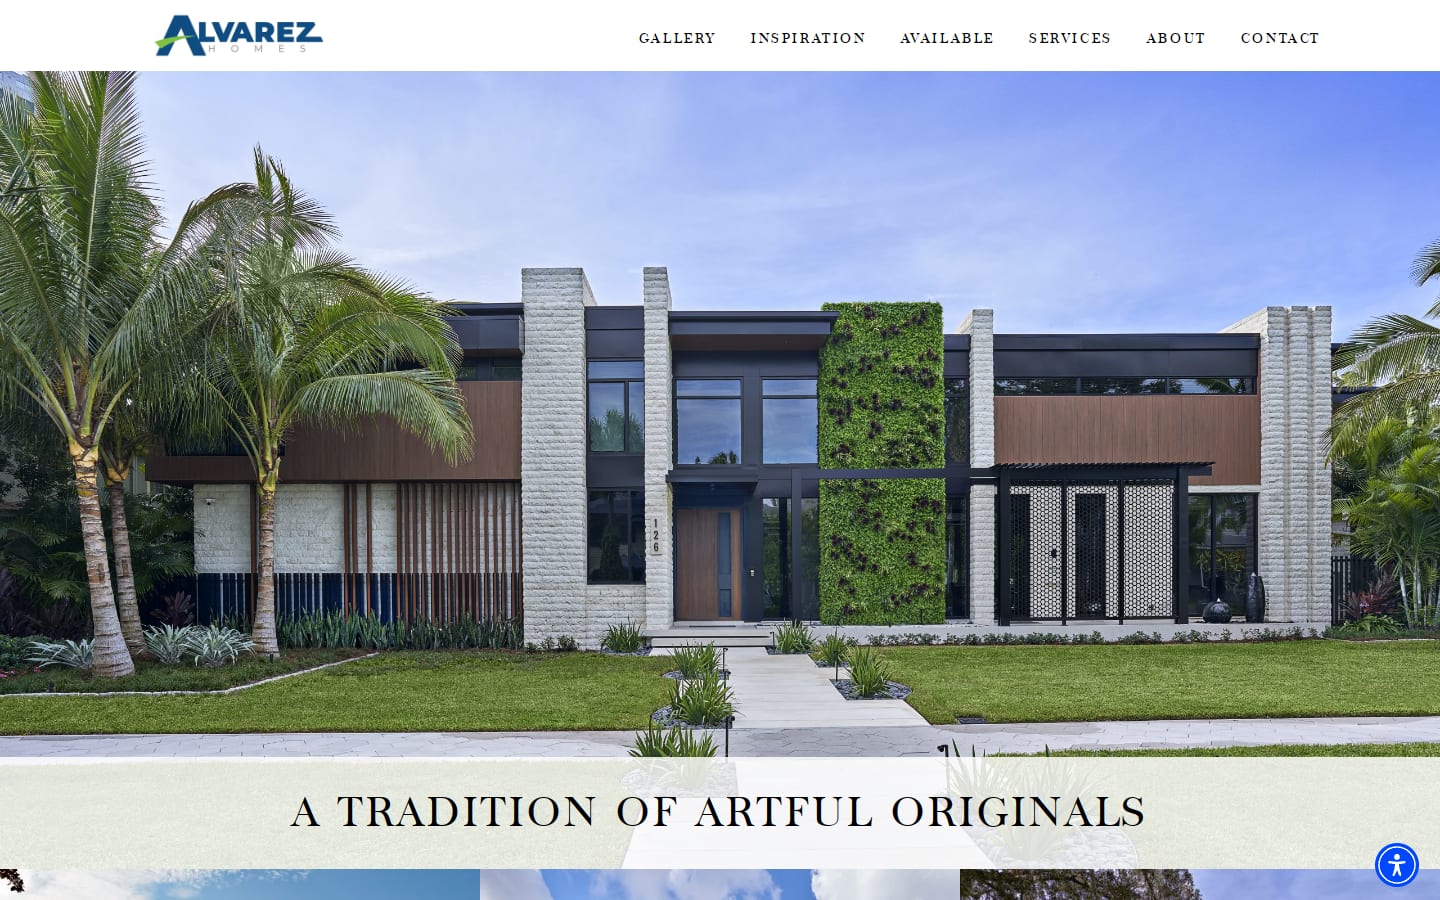 ALVAREZ
HOMES
GALLERY
INSPIRATION
AVAILABLE
SERVICES
ABOUT
CONTACT
126
A TRADITION OF ARTFUL ORIGINALS